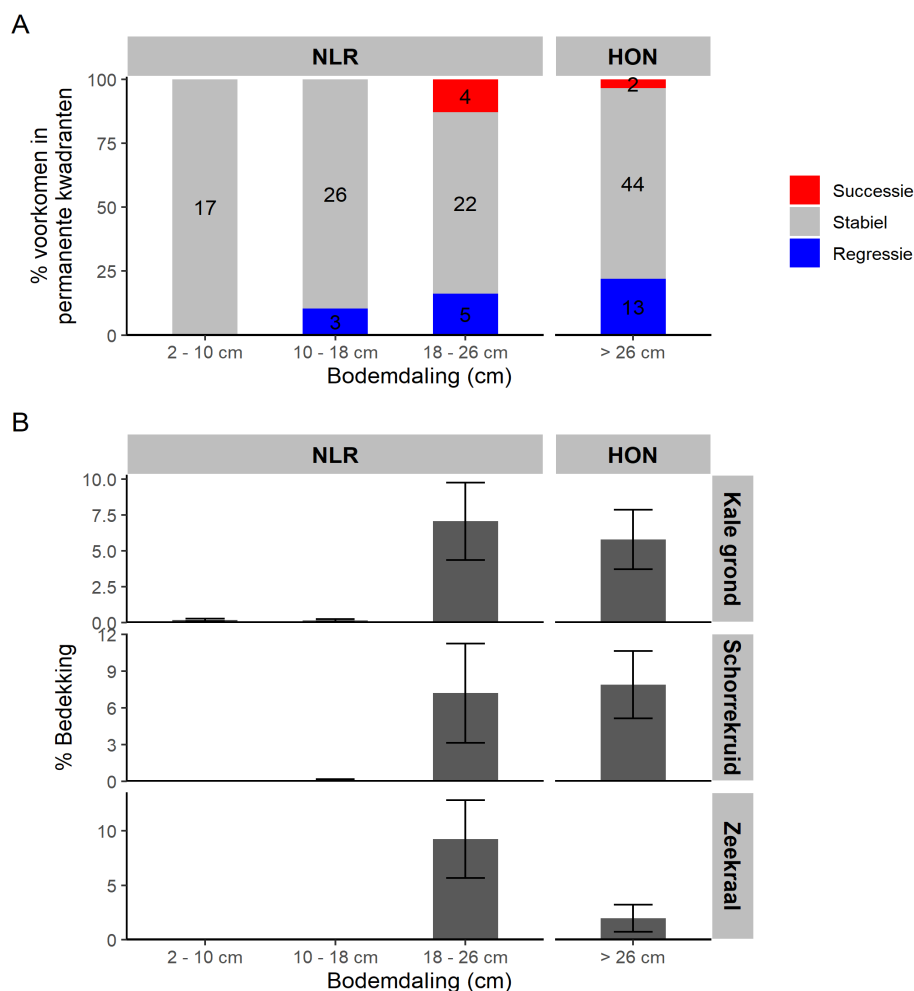 A
NLR HON
% voorkomen in
permanente kwadranten
100
75
50
25
0
17
26
3
4
22
5
2
44
13
2 - 10 cm 10 - 18 cm 18 - 26 cm > 26 cm
Bodemdaling (cm)
Successie
Stabiel
Regressie
B
NLR HON
% Bedekking
10.0
7.5
5.0
2.5
0.0
Kale grond
12
9
6
3
0
Schorrekruid
10
5
0
Zeekraal
2 - 10 cm 10 - 18 cm 18 - 26 cm > 26 cm
Bodemdaling (cm)